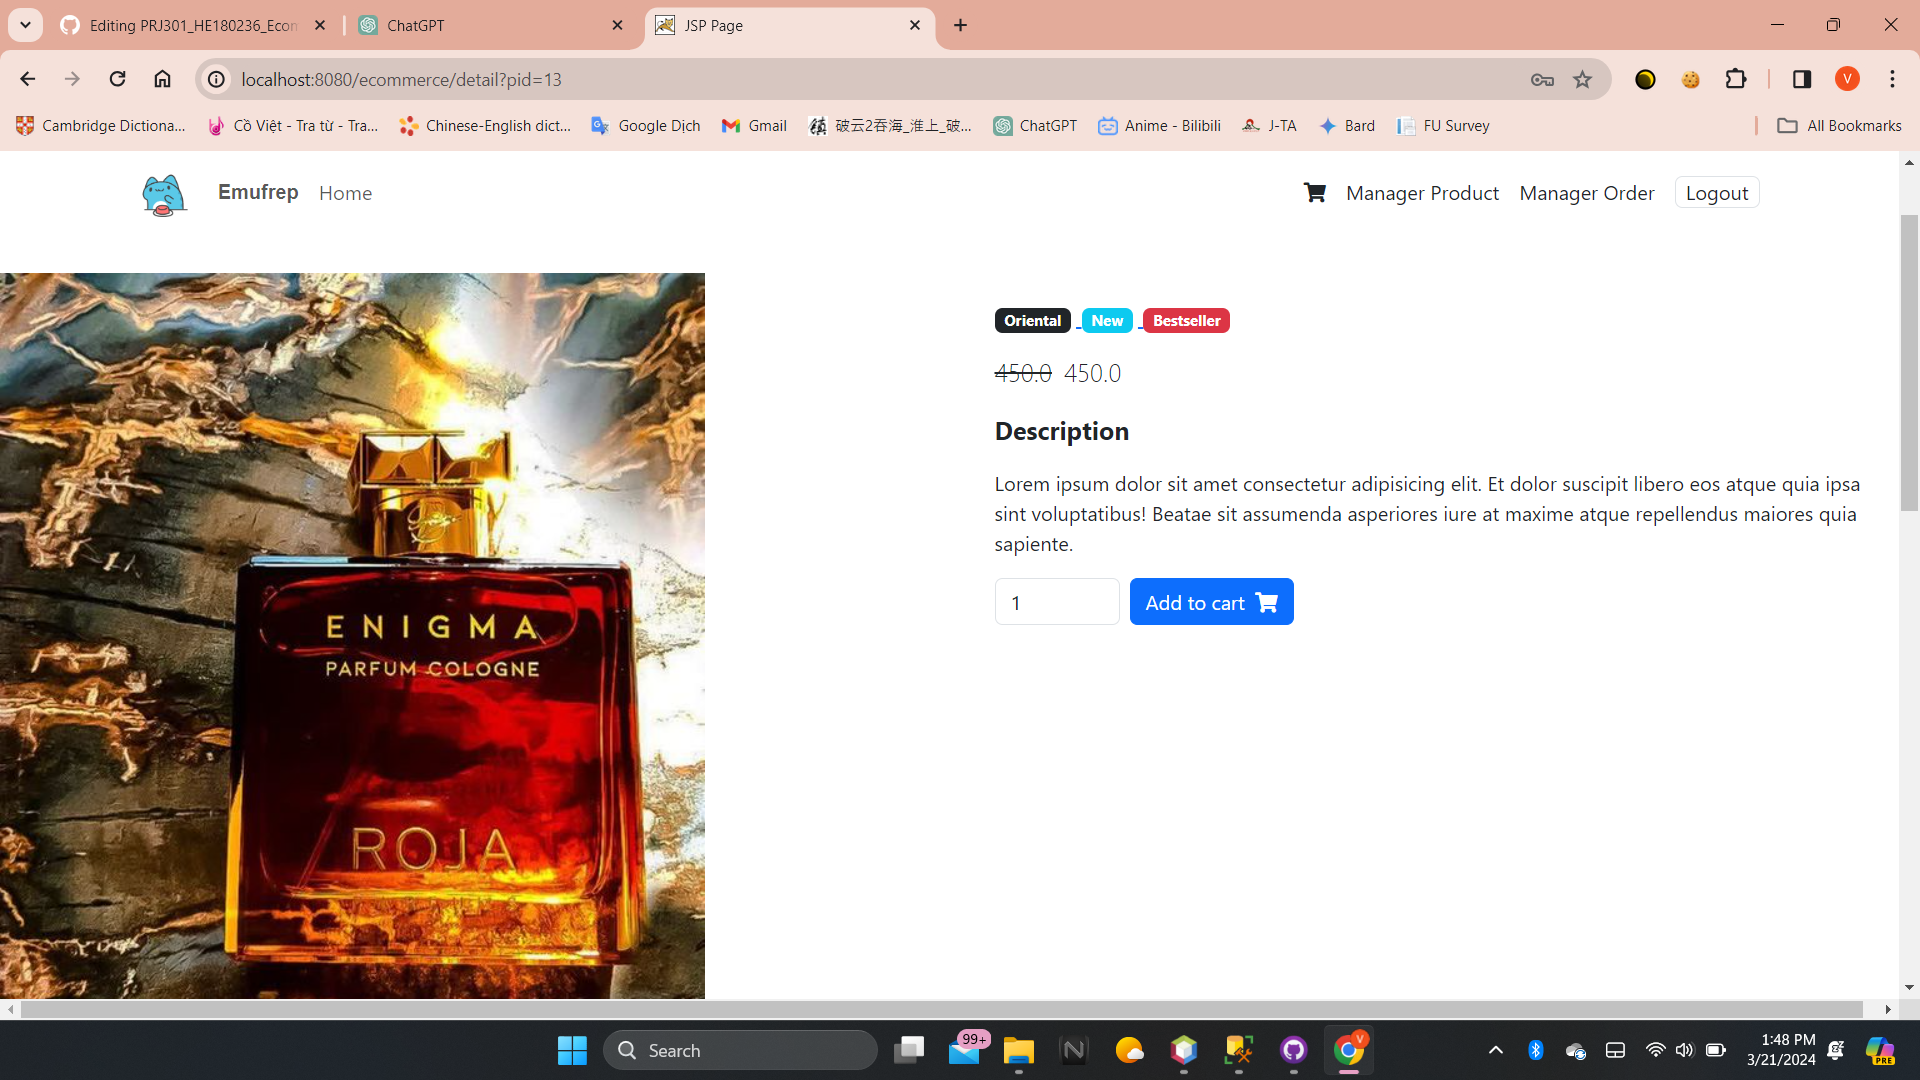 Editing PRJ301_HE180236_Econ
ChatGPT
JSP Page
localhost:8080/ecommerce/detail?pid=13
V
Cambridge Dictiona...
Cồ Việt - Tra từ - Tra...
Chinese-English dict...
Google Dịch
Gmail
破云2吞海_淮上_破...
ChatGPT
Anime - Bilibili
J-TA
Bard
FU Survey
All Bookmarks
Emufrep
Home
Manager Product
Manager Order
Logout
Oriental
New
Bestseller
450.0 450.0
Description
Lorem ipsum dolor sit amet consectetur adipisicing elit. Et dolor suscipit libero eos atque quia ipsa
sint voluptatibus! Beatae sit assumenda asperiores iure at maxime atque repellendus maiores quia
sapiente.
1
Add to cart
ENIGMA
PARFUM COLOGNE
ROJA
Search
99+
V
1:48 PM
3/21/2024
PRE